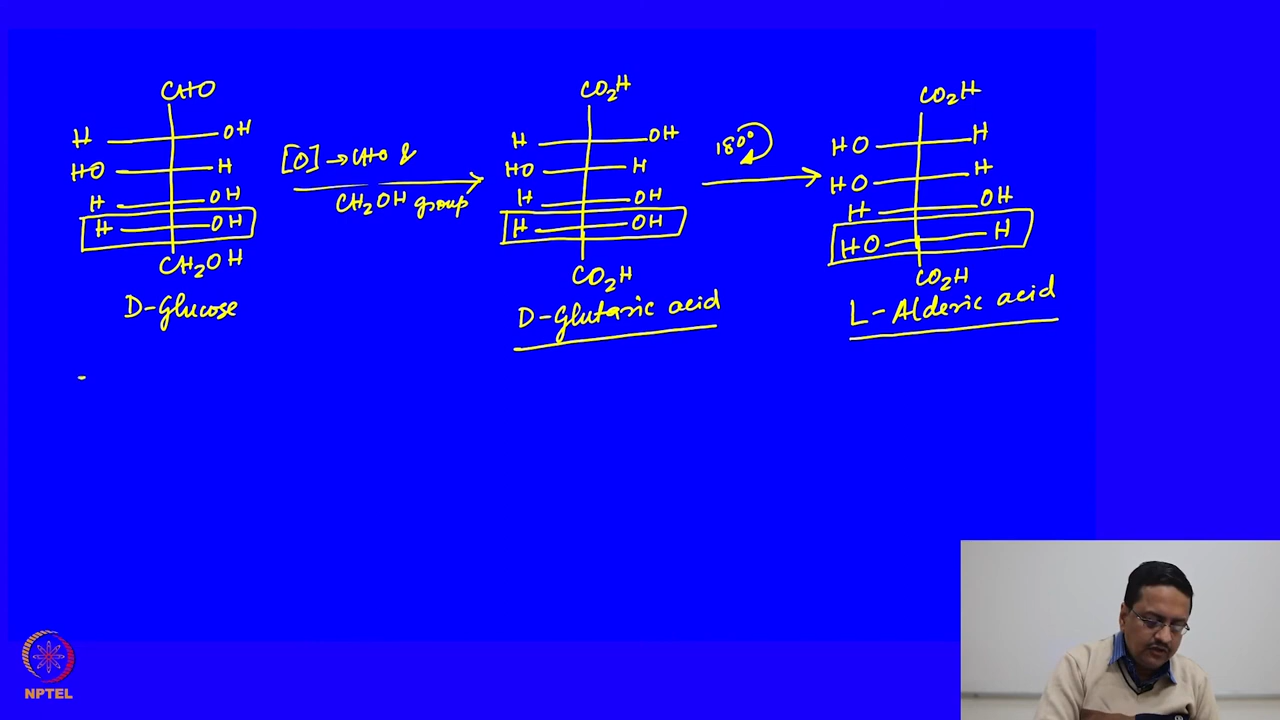 CHO
H OH
HO H
H OH
H OH
CH2OH
D-Glucose
[O] → CHO &
CH2OH group
CO2H
H OH
HO H
H OH
H OH
CO2H
D-Glutaric acid
180°
CO2H
HO H
HO H
H OH
HO H
CO2H
L-Alderic acid
NPTEL